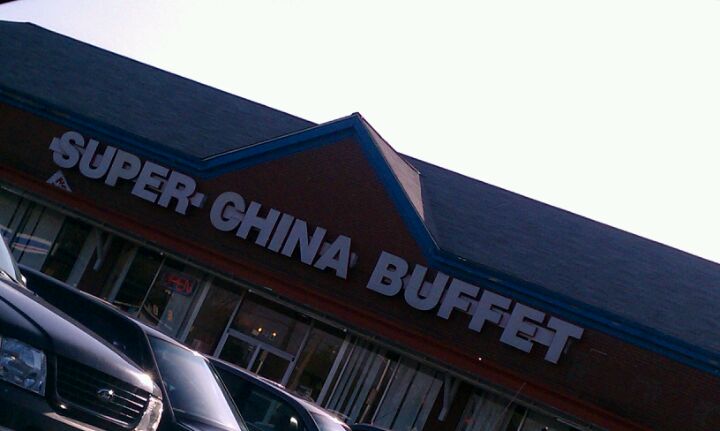 SUPER CHINA BUFFET
OPEN